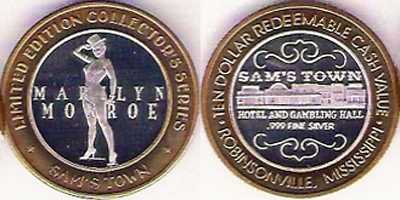 LIMITED EDITION COLLECTOR'S SERIES
MARILYN
MONROE
SAM'S TOWN
TEN DOLLAR REDEEMABLE CASH VALUE
SAM'S TOWN
HOTEL AND GAMBLING HALL
.999 FINE SILVER
ROBINSONVILLE, MISSISSIPPI